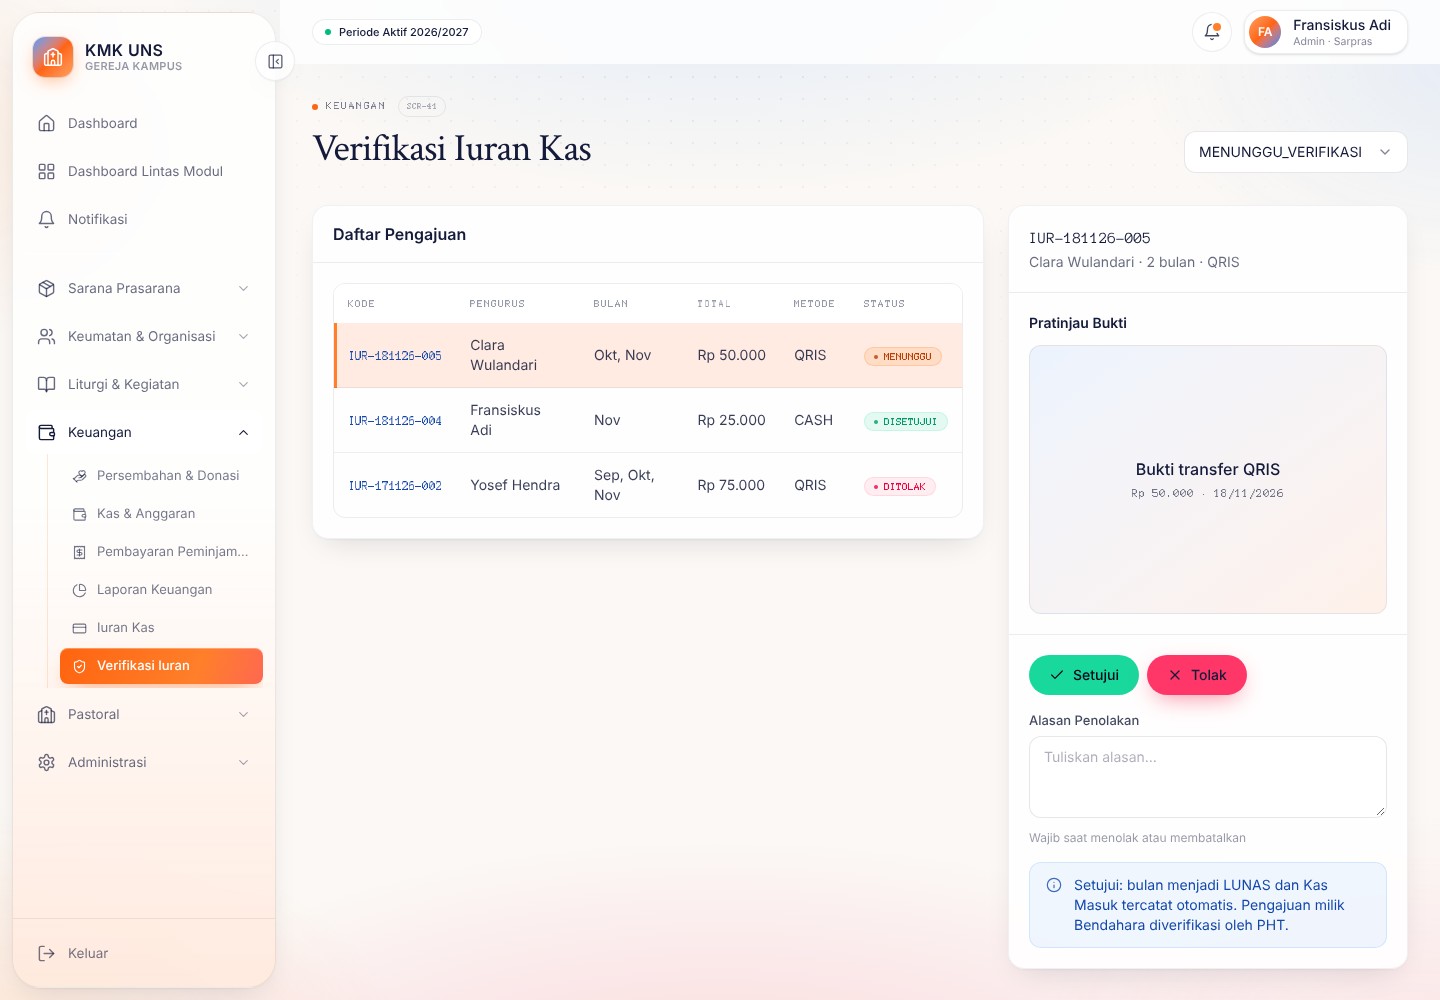 KMK UNS
GEREJA KAMPUS
Dashboard
Dashboard Lintas Modul
Notifikasi
Sarana Prasarana
Keumatan & Organisasi
Liturgi & Kegiatan
Keuangan
Persembahan & Donasi
Kas & Anggaran
Pembayaran Peminjam...
Laporan Keuangan
Iuran Kas
Verifikasi Iuran
Pastoral
Administrasi
Keluar
Periode Aktif 2026/2027
FA
Fransiskus Adi
Admin · Sarpras
KEUANGAN
SCR-41
Verifikasi Iuran Kas
MENUNGGU_VERIFIKASI
Daftar Pengajuan
KODE PENGURUS BULAN TOTAL METODE STATUS
IUR-181126-005 Clara Wulandari Okt, Nov Rp 50.000 QRIS MENUNGGU
IUR-181126-004 Fransiskus Adi Nov Rp 25.000 CASH DISETUJUI
IUR-171126-002 Yosef Hendra Sep, Okt, Nov Rp 75.000 QRIS DITOLAK
IUR-181126-005
Clara Wulandari · 2 bulan · QRIS
Pratinjau Bukti
Bukti transfer QRIS
Rp 50.000 · 18/11/2026
Setujui
Tolak
Alasan Penolakan
Tuliskan alasan...
Wajib saat menolak atau membatalkan
Setujui: bulan menjadi LUNAS dan Kas
Masuk tercatat otomatis. Pengajuan milik
Bendahara diverifikasi oleh PHT.